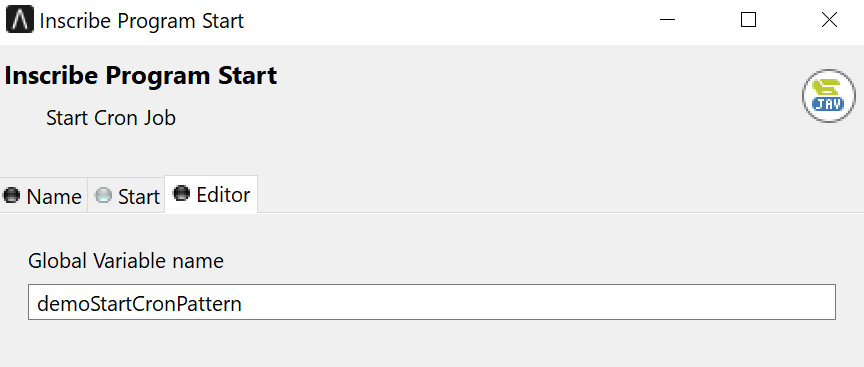 Inscribe Program Start
Inscribe Program Start
Start Cron Job
JAV
Name
Start
Editor
Global Variable name
demoStartCronPattern